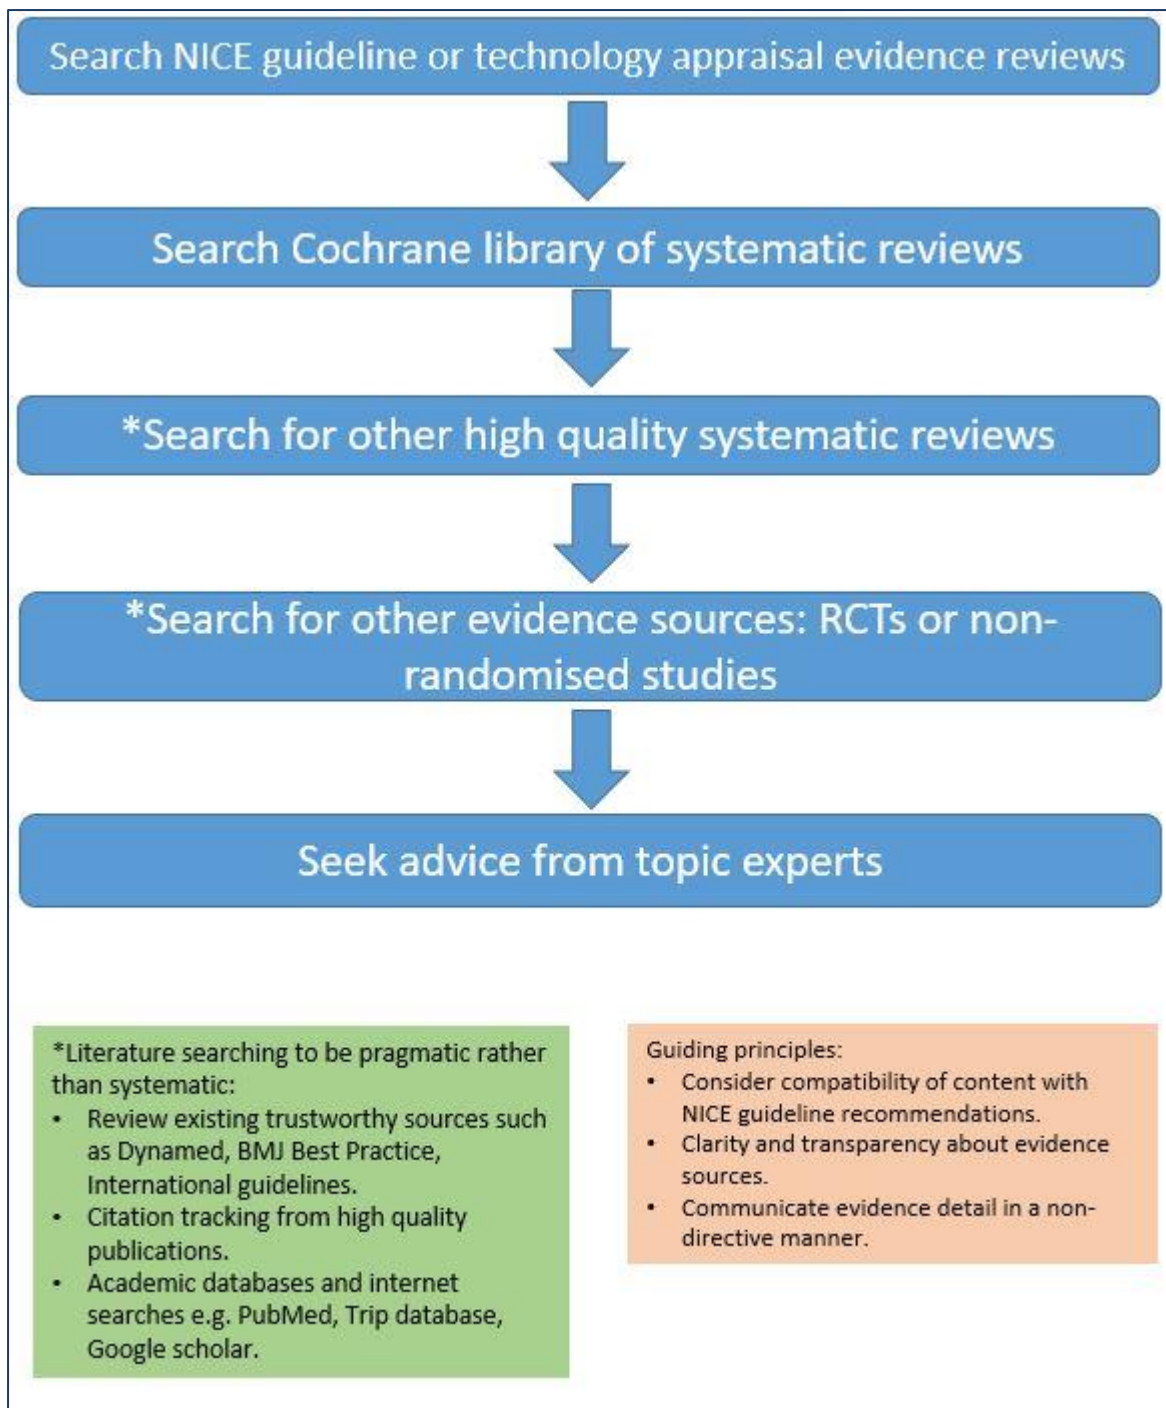 Search NICE guideline or technology appraisal evidence reviews
Search Cochrane library of systematic reviews
*Search for other high quality systematic reviews
*Search for other evidence sources: RCTs or non-
randomised studies
Seek advice from topic experts
*Literature searching to be pragmatic rather
than systematic:
• Review existing trustworthy sources such
as Dynamed, BMJ Best Practice,
International guidelines.
• Citation tracking from high quality
publications.
• Academic databases and internet
searches e.g. PubMed, Trip database,
Google scholar.
Guiding principles:
• Consider compatibility of content with
NICE guideline recommendations.
• Clarity and transparency about evidence
sources.
• Communicate evidence detail in a non-
directive manner.